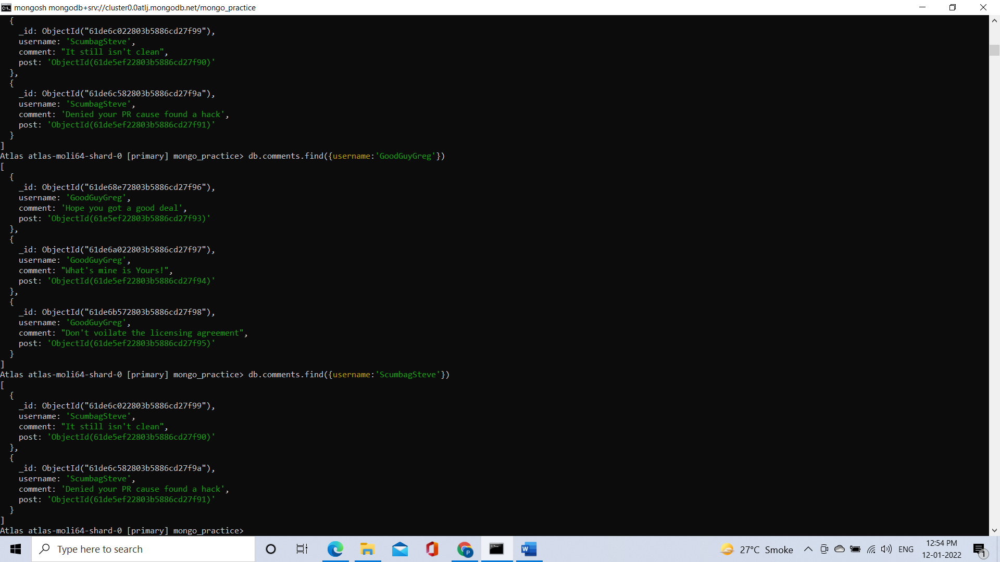 mongosh mongodb+srv://cluster0.0atlj.mongodb.net/mongo_practice
  {
    _id: ObjectId("61de6c022803b5886cd27f99"),
    username: 'ScumbagSteve',
    comment: "It still isn't clean",
    post: 'ObjectId(61de5ef22803b5886cd27f90)'
  },
  {
    _id: ObjectId("61de6c582803b5886cd27f9a"),
    username: 'ScumbagSteve',
    comment: 'Denied your PR cause found a hack',
    post: 'ObjectId(61de5ef22803b5886cd27f91)'
  }
]
Atlas atlas-moli64-shard-0 [primary] mongo_practice> db.comments.find({username:'GoodGuyGreg'})
[
  {
    _id: ObjectId("61de68e72803b5886cd27f96"),
    username: 'GoodGuyGreg',
    comment: 'Hope you got a good deal',
    post: 'ObjectId(61e5ef22803b5886cd27f93)'
  },
  {
    _id: ObjectId("61de6a022803b5886cd27f97"),
    username: 'GoodGuyGreg',
    comment: "What's mine is Yours!",
    post: 'ObjectId(61de5ef22803b5886cd27f94)'
  },
  {
    _id: ObjectId("61de6b572803b5886cd27f98"),
    username: 'GoodGuyGreg',
    comment: "Don't voilate the licensing agreement",
    post: 'ObjectId(61de5ef22803b5886cd27f95)'
  }
]
Atlas atlas-moli64-shard-0 [primary] mongo_practice> db.comments.find({username:'ScumbagSteve'})
[
  {
    _id: ObjectId("61de6c022803b5886cd27f99"),
    username: 'ScumbagSteve',
    comment: "It still isn't clean",
    post: 'ObjectId(61de5ef22803b5886cd27f90)'
  },
  {
    _id: ObjectId("61de6c582803b5886cd27f9a"),
    username: 'ScumbagSteve',
    comment: 'Denied your PR cause found a hack',
    post: 'ObjectId(61de5ef22803b5886cd27f91)'
  }
]
Atlas atlas-moli64-shard-0 [primary] mongo_practice>
Type here to search
27°C Smoke
ENG
12:54 PM
12-01-2022
1